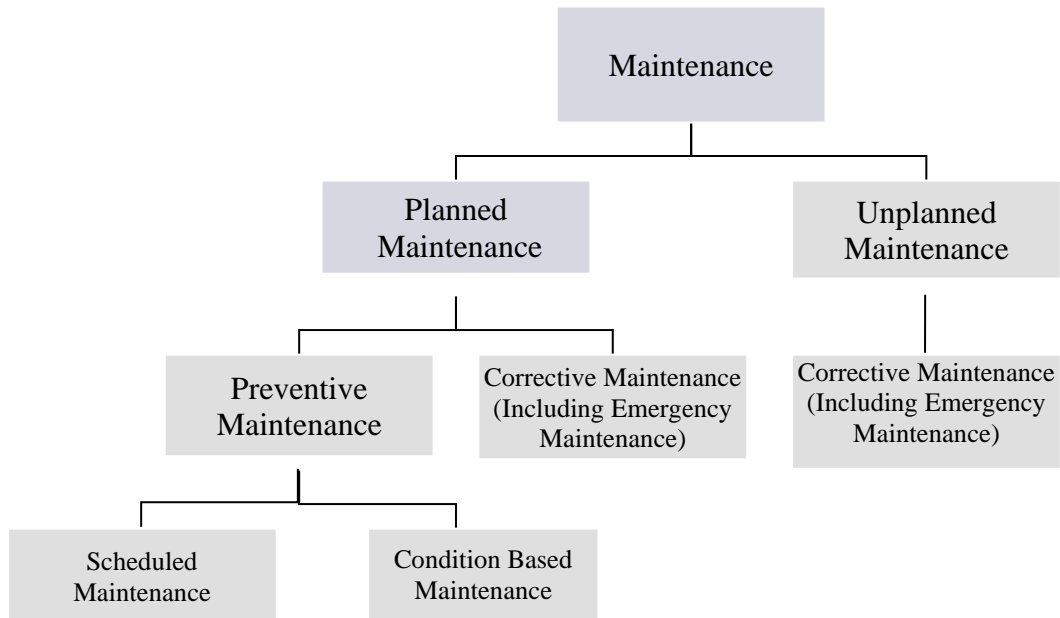 Maintenance
Planned
Maintenance
Unplanned
Maintenance
Preventive
Maintenance
Corrective Maintenance
(Including Emergency
Maintenance)
Corrective Maintenance
(Including Emergency
Maintenance)
Scheduled
Maintenance
Condition Based
Maintenance